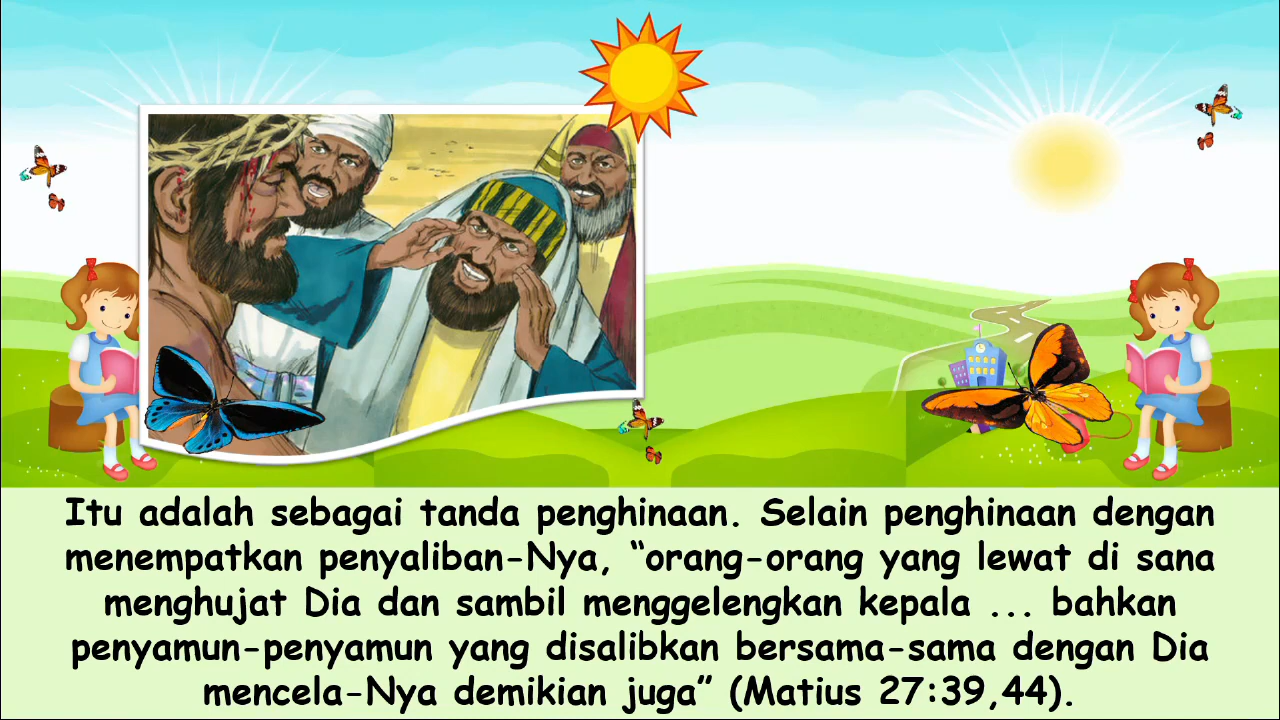 Itu adalah sebagai tanda penghinaan. Selain penghinaan dengan
menempatkan penyaliban-Nya, “orang-orang yang lewat di sana
menghujat Dia dan sambil menggelengkan kepala ... bahkan
penyamun-penyamun yang disalibkan bersama-sama dengan Dia
mencela-Nya demikian juga” (Matius 27:39,44).